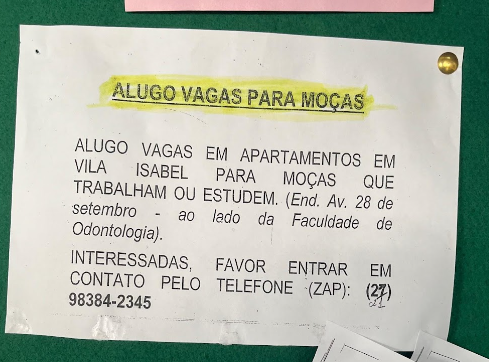 ALUGO VAGAS PARA MOÇAS
ALUGO VAGAS EM APARTAMENTOS EM
VILA ISABEL PARA MOÇAS QUE
TRABALHAM OU ESTUDEM. (End. Av. 28 de
setembro - ao lado da Faculdade de
Odontologia).
INTERESSADAS, FAVOR ENTRAR EM
CONTATO PELO TELEFONE (ZAP): (27)
98384-2345